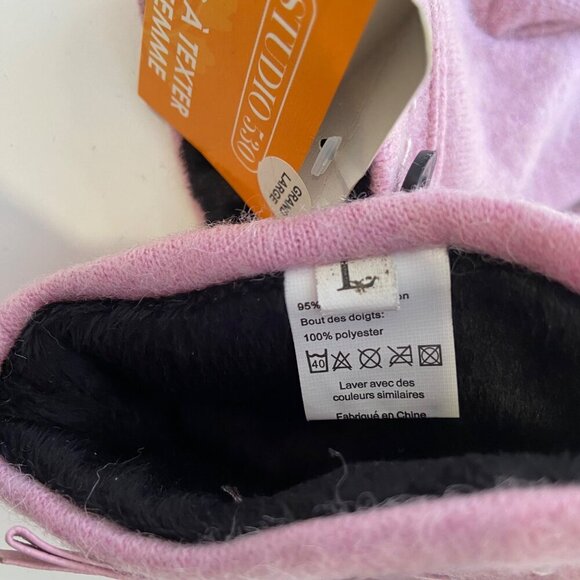 À TEXTER
FEMME
STUDIO 530
GRAND
LARGE
L
95%
Bout des doigts:
100% polyester
40
Laver avec des
couleurs similaires
Fabriqué en Chine